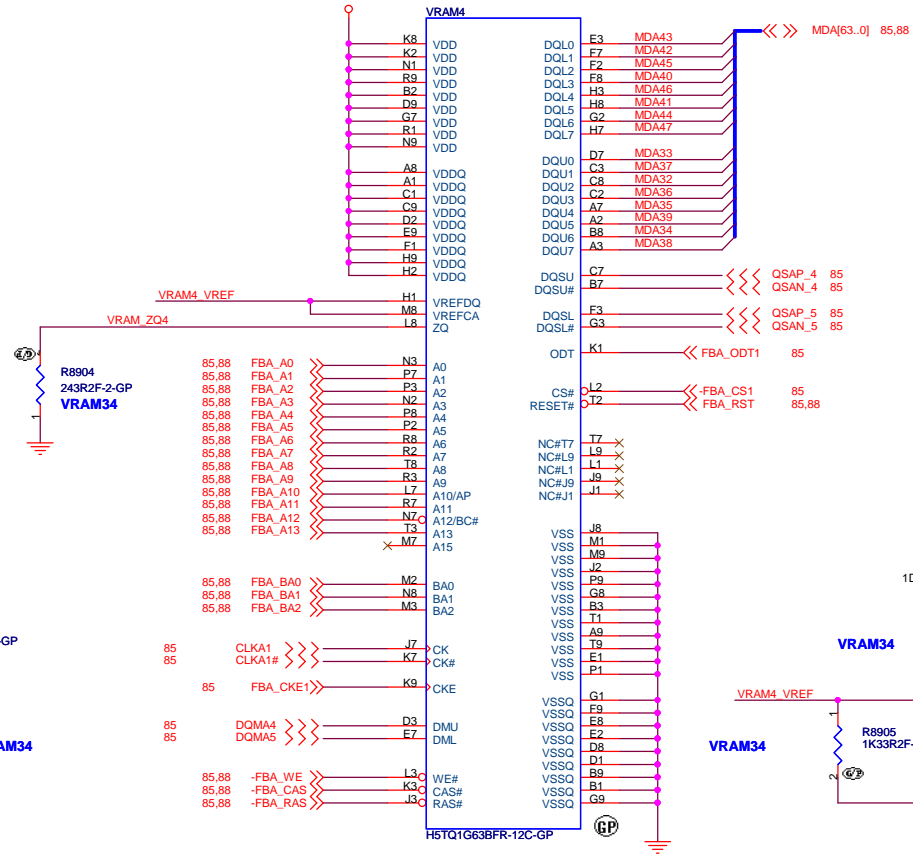 VRAM4
K8 VDD DQL0 E3 MDA43 MDA[63..0] 85,88
K2 VDD DQL1 F7 MDA42
N1 VDD DQL2 F2 MDA45
R9 VDD DQL3 F8 MDA40
B2 VDD DQL4 H3 MDA46
D9 VDD DQL5 H8 MDA41
G7 VDD DQL6 G2 MDA44
R1 VDD DQL7 H7 MDA47
N9 VDD
A8 VDDQ DQU0 D7 MDA33
A1 VDDQ DQU1 C3 MDA37
C1 VDDQ DQU2 C8 MDA32
C9 VDDQ DQU3 C2 MDA36
D2 VDDQ DQU4 A7 MDA35
E9 VDDQ DQU5 A2 MDA39
F1 VDDQ DQU6 B8 MDA34
H9 VDDQ DQU7 A3 MDA38
H2 VDDQ
DQSU C7 QSAP_4 85
DQSU# B7 QSAN_4 85
VRAM4_VREF H1 VREFDQ
M8 VREFCA DQSL F3 QSAP_5 85
VRAM_ZQ4 L8 ZQ DQSL# G3 QSAN_5 85
ODT K1 FBA_ODT1 85
R8904
243R2F-2-GP
VRAM34
1
85,88 FBA_A0 N3 A0
85,88 FBA_A1 P7 A1
85,88 FBA_A2 P3 A2 CS# L2 -FBA_CS1 85
85,88 FBA_A3 N2 A3 RESET# T2 FBA_RST 85,88
85,88 FBA_A4 P8 A4
85,88 FBA_A5 P2 A5
85,88 FBA_A6 R8 A6 NC#T7 T7
85,88 FBA_A7 R2 A7 NC#L9 L9
85,88 FBA_A8 T8 A8 NC#L1 L1
85,88 FBA_A9 R3 A9 NC#J9 J9
85,88 FBA_A10 L7 A10/AP NC#J1 J1
85,88 FBA_A11 R7 A11
85,88 FBA_A12 N7 A12/BC#
85,88 FBA_A13 T3 A13 VSS J8
M7 A15 VSS M1
VSS M9
VSS J2
85,88 FBA_BA0 M2 BA0 VSS P9
85,88 FBA_BA1 N8 BA1 VSS G8
85,88 FBA_BA2 M3 BA2 VSS B3
VSS T1
VSS A9
85 CLKA1 J7 CK VSS T9
85 CLKA1# K7 CK# VSS E1
VSS P1
85 FBA_CKE1 K9 CKE
VSSQ G1
VSSQ F9
85 DQMA4 D3 DMU VSSQ E8
85 DQMA5 E7 DML VSSQ E2
VSSQ D8
VSSQ D1
85,88 -FBA_WE L3 WE# VSSQ B9
85,88 -FBA_CAS K3 CAS# VSSQ B1
85,88 -FBA_RAS J3 RAS# VSSQ G9
H5TQ1G63BFR-12C-GP
GP
-GP
AM34
1D
VRAM34
VRAM4_VREF
1
R8905
1K33R2F-
VRAM34
2